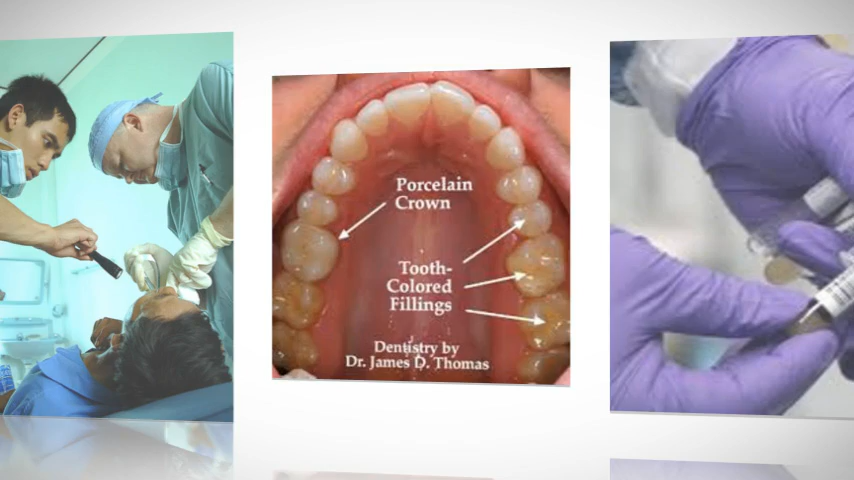 Porcelain
Crown
Tooth-
Colored
Fillings
Dentistry by
Dr. James D. Thomas